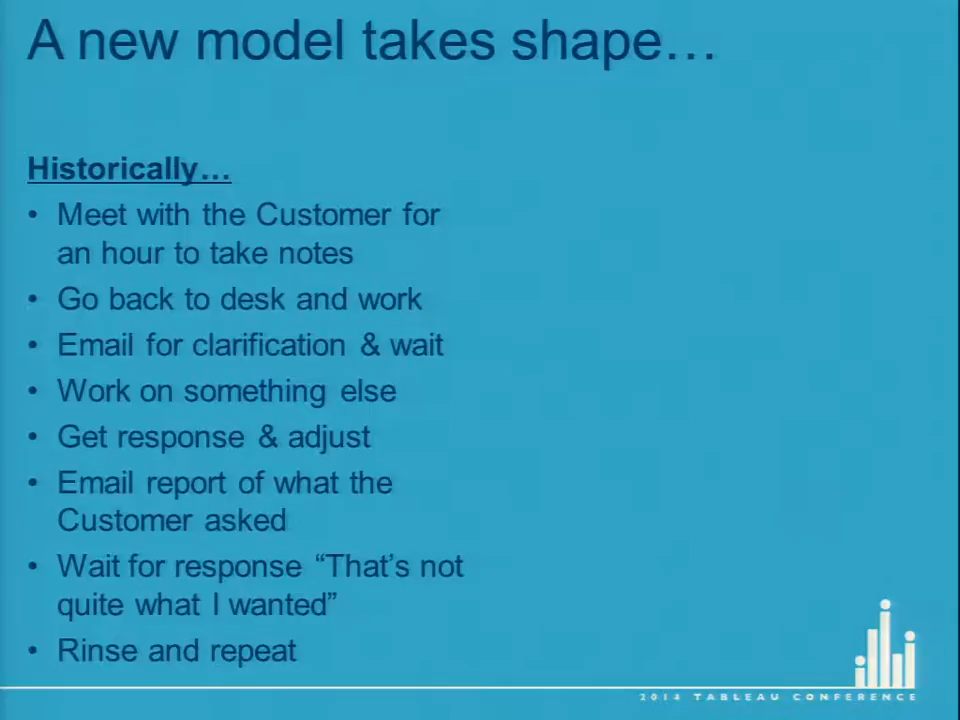 A new model takes shape…
Historically…
• Meet with the Customer for
an hour to take notes
• Go back to desk and work
• Email for clarification & wait
• Work on something else
• Get response & adjust
• Email report of what the
Customer asked
• Wait for response “That’s not
quite what I wanted”
• Rinse and repeat
2014 TABLEAU CONFERENCE